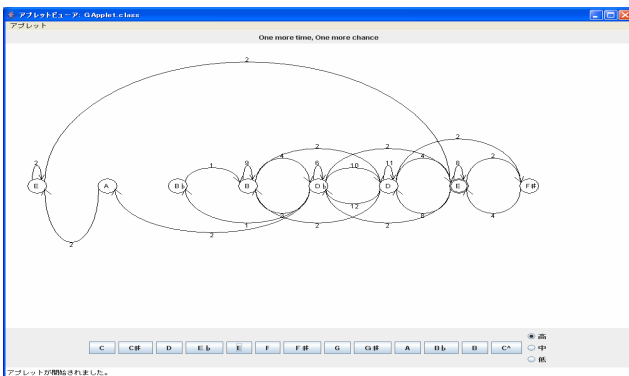 アプレットビューア: GApplet.class
アプレット
One more time, One more chance
2
2 1 9 4 2 6 10 2 11 4 8 2 2
E A B♭ B D♭ D E F#
2 2 1 3 2 12 2 6 4
C C# D E♭ E F F# G G# A B♭ B C^
高
中
低
アプレットが開始されました。